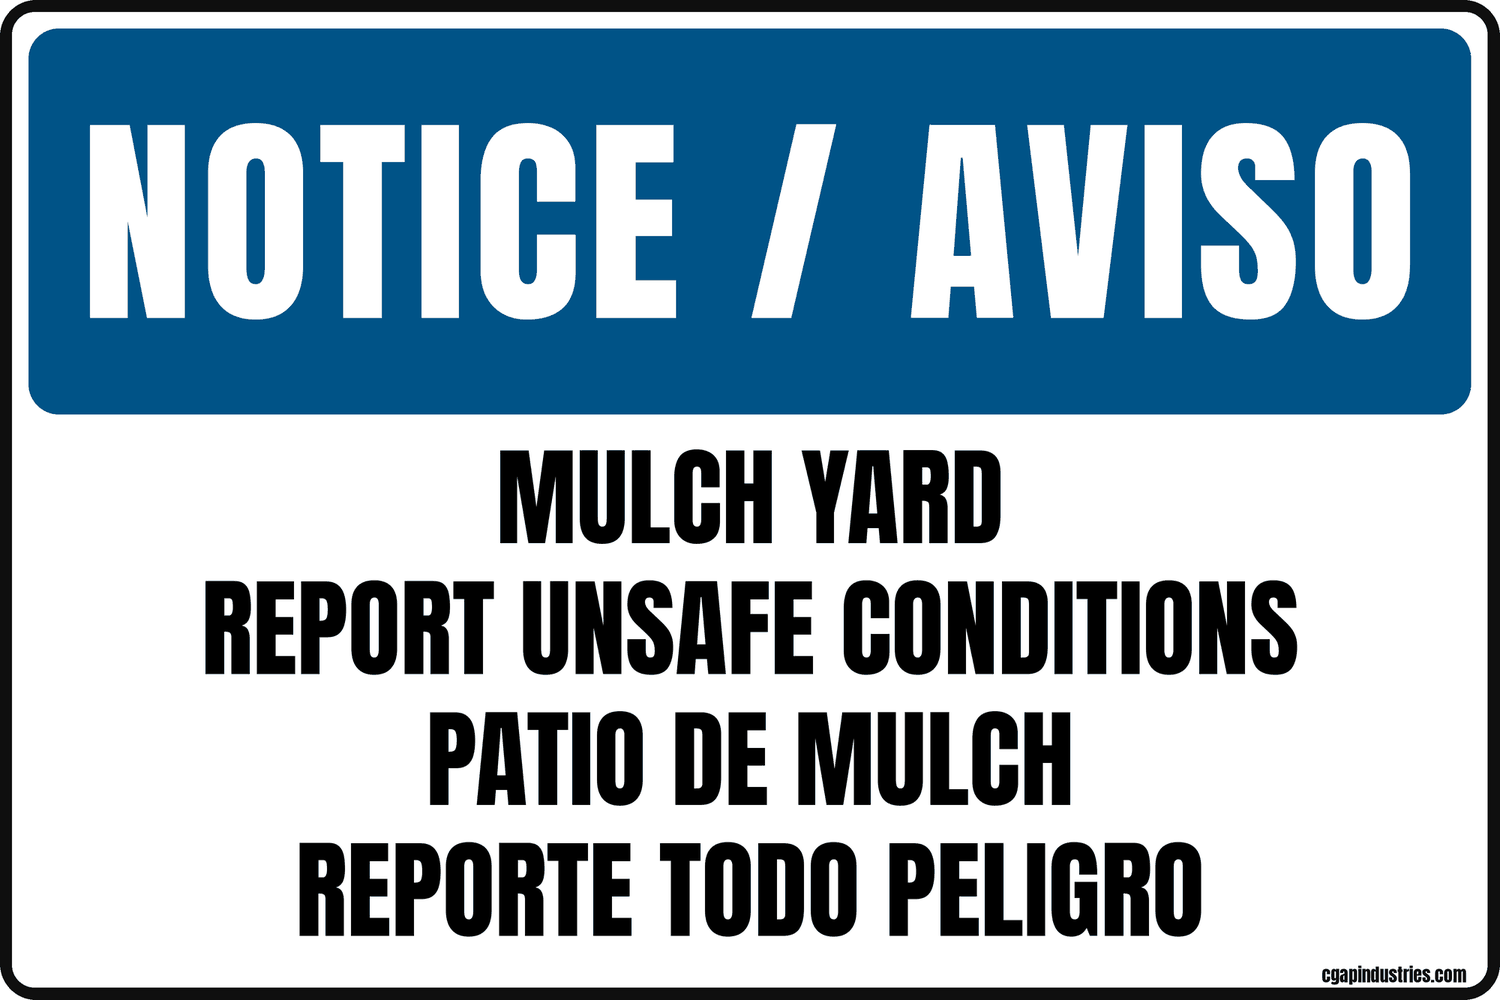 NOTICE / AVISO
MULCH YARD
REPORT UNSAFE CONDITIONS
PATIO DE MULCH
REPORTE TODO PELIGRO
cgapindustries.com